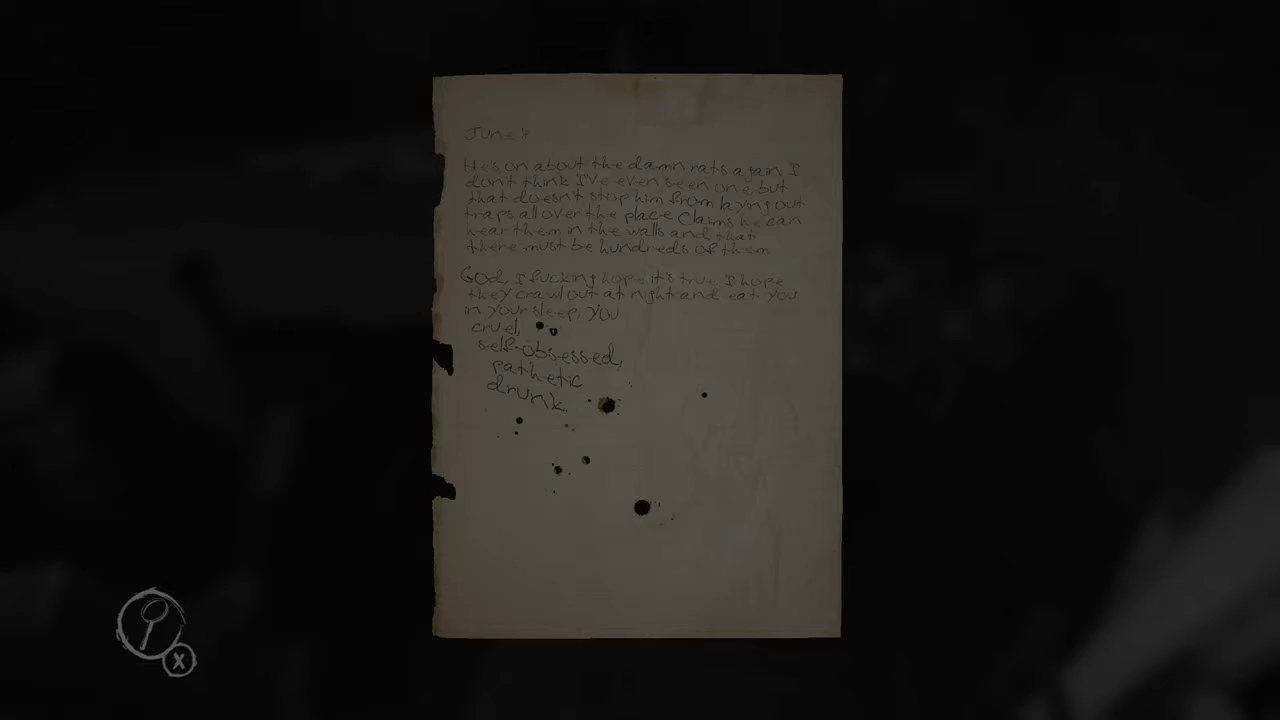 June 9
He's on about the damn rats again I
don't think I've even seen one, but
that doesn't stop him from laying out
traps all over the place Claims he can
hear them in the walls and that
there must be hundreds of them
God, I fucking hope it's true I hope
they crawl out at night and eat you
in your sleep, you
cruel,
self-obsessed,
pathetic
drunk.
X